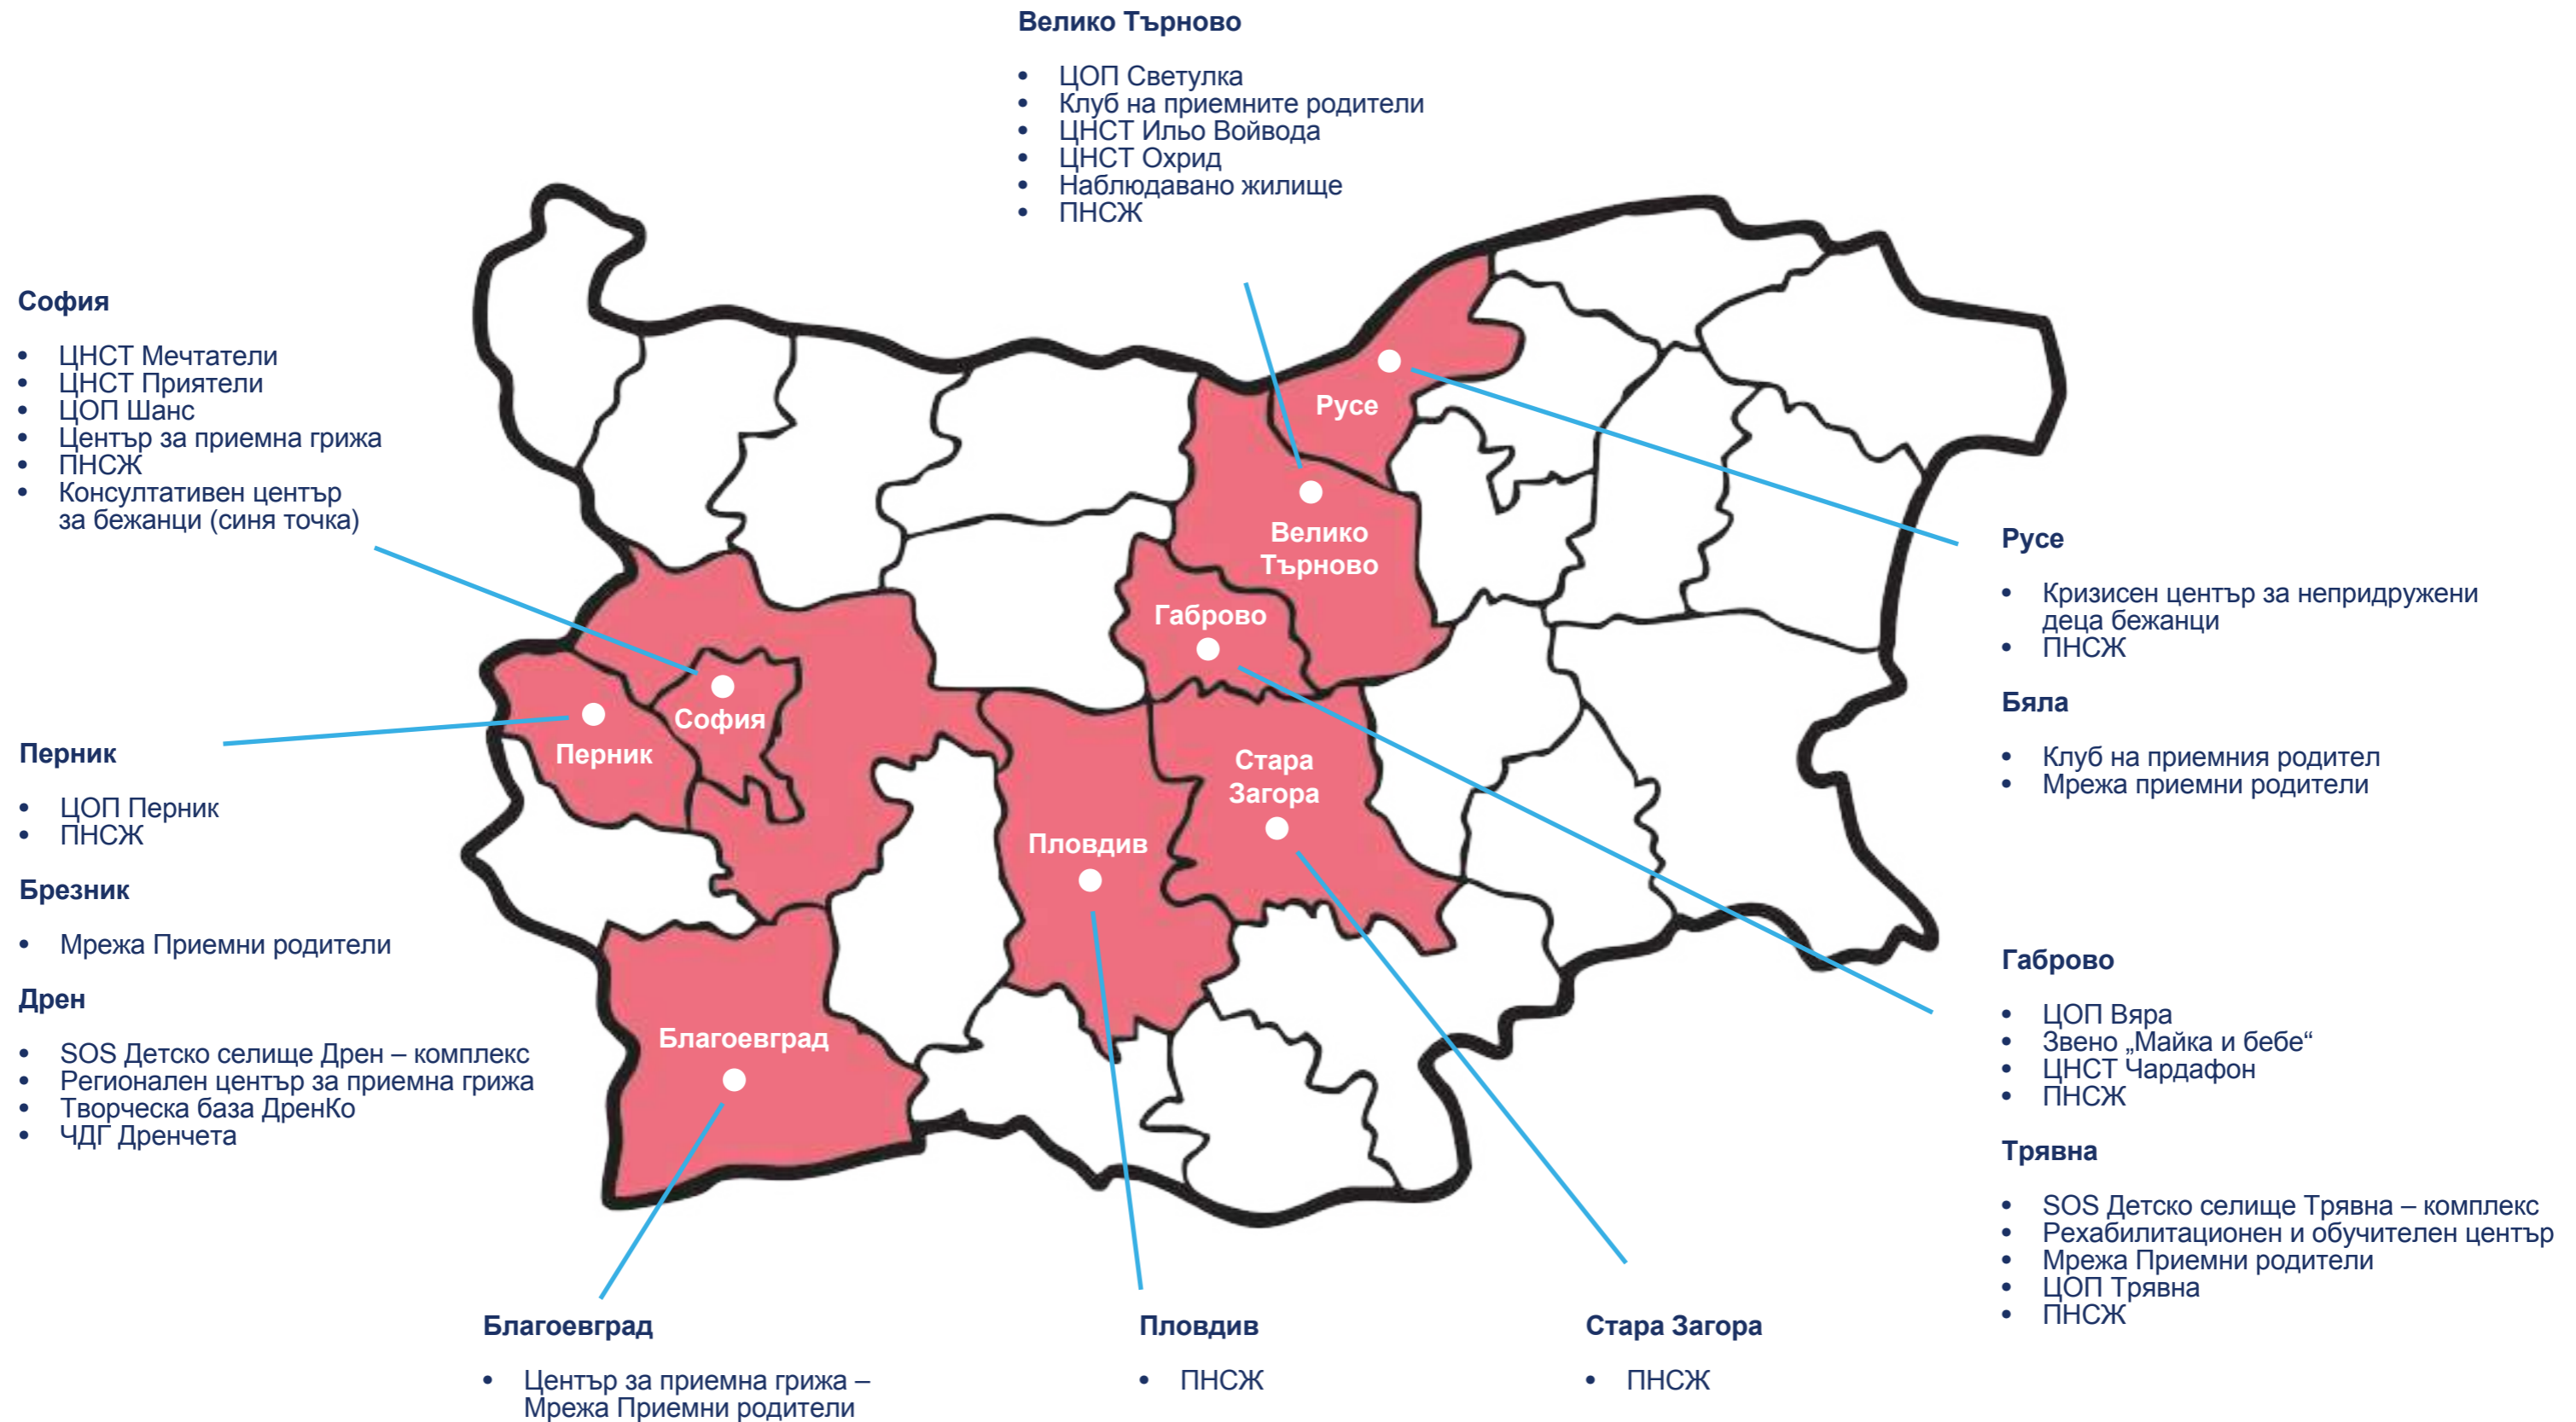 Велико Търново
• ЦОП Светулка
• Клуб на приемните родители
• ЦНСТ Ильо Войвода
• ЦНСТ Охрид
• Наблюдавано жилище
• ПНСЖ
София
• ЦНСТ Мечтатели
• ЦНСТ Приятели
• ЦОП Шанс
• Център за приемна грижа
• ПНСЖ
• Консултативен център
за бежанци (синя точка)
Перник
• ЦОП Перник
• ПНСЖ
Брезник
• Мрежа Приемни родители
Дрен
• SOS Детско селище Дрен – комплекс
• Регионален център за приемна грижа
• Творческа база ДренКо
• ЧДГ Дренчета
Русе
Велико
Търново
Габрово
София
Перник
Стара
Загора
Пловдив
Благоевград
Русе
• Кризисен център за непридружени
деца бежанци
• ПНСЖ
Бяла
• Клуб на приемния родител
• Мрежа приемни родители
Габрово
• ЦОП Вяра
• Звено „Майка и бебе“
• ЦНСТ Чардафон
• ПНСЖ
Трявна
• SOS Детско селище Трявна – комплекс
• Рехабилитационен и обучителен център
• Мрежа Приемни родители
• ЦОП Трявна
• ПНСЖ
Благоевград
• Център за приемна грижа –
Мрежа Приемни родители
Пловдив
• ПНСЖ
Стара Загора
• ПНСЖ